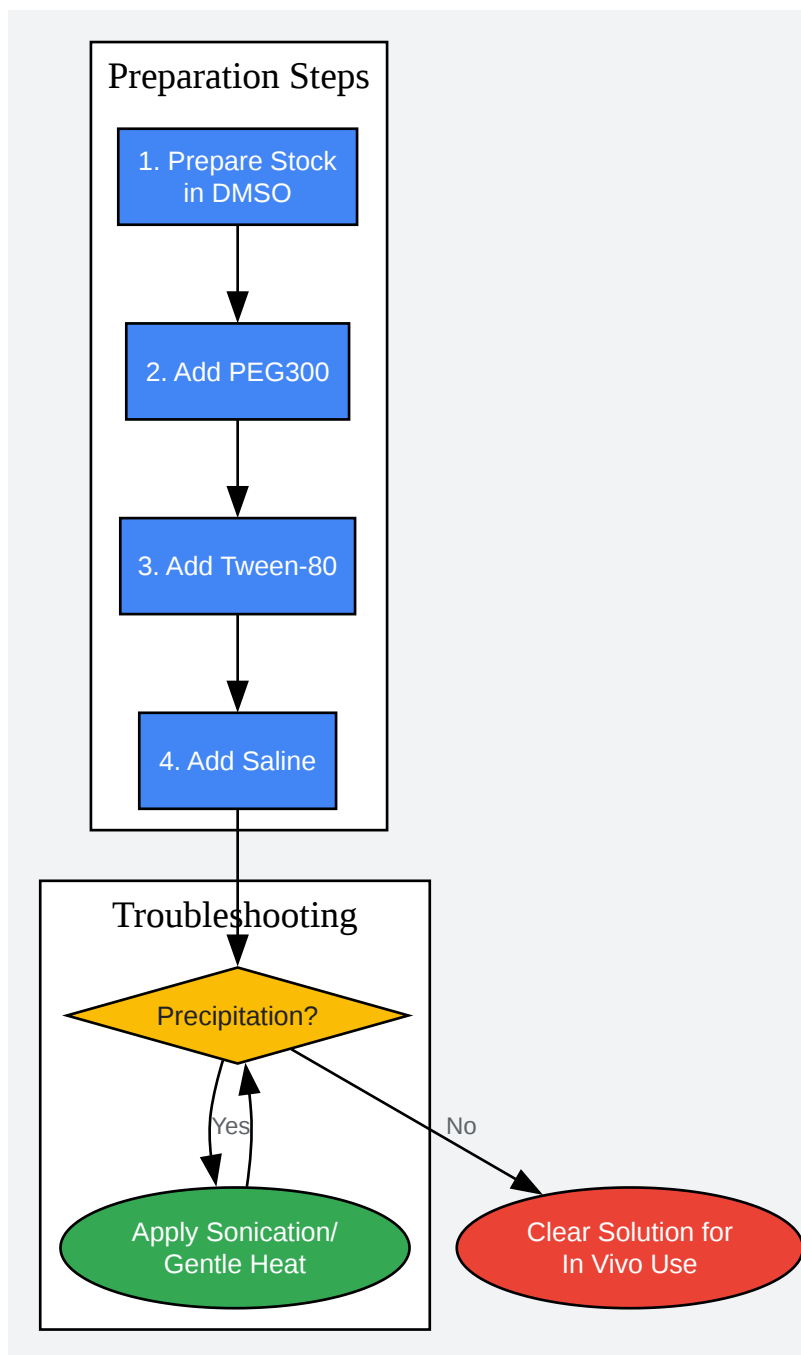 Preparation Steps
1. Prepare Stock
in DMSO
2. Add PEG300
3. Add Tween-80
4. Add Saline
Troubleshooting
Precipitation?
Yes
No
Apply Sonication/
Gentle Heat
Clear Solution for
In Vivo Use